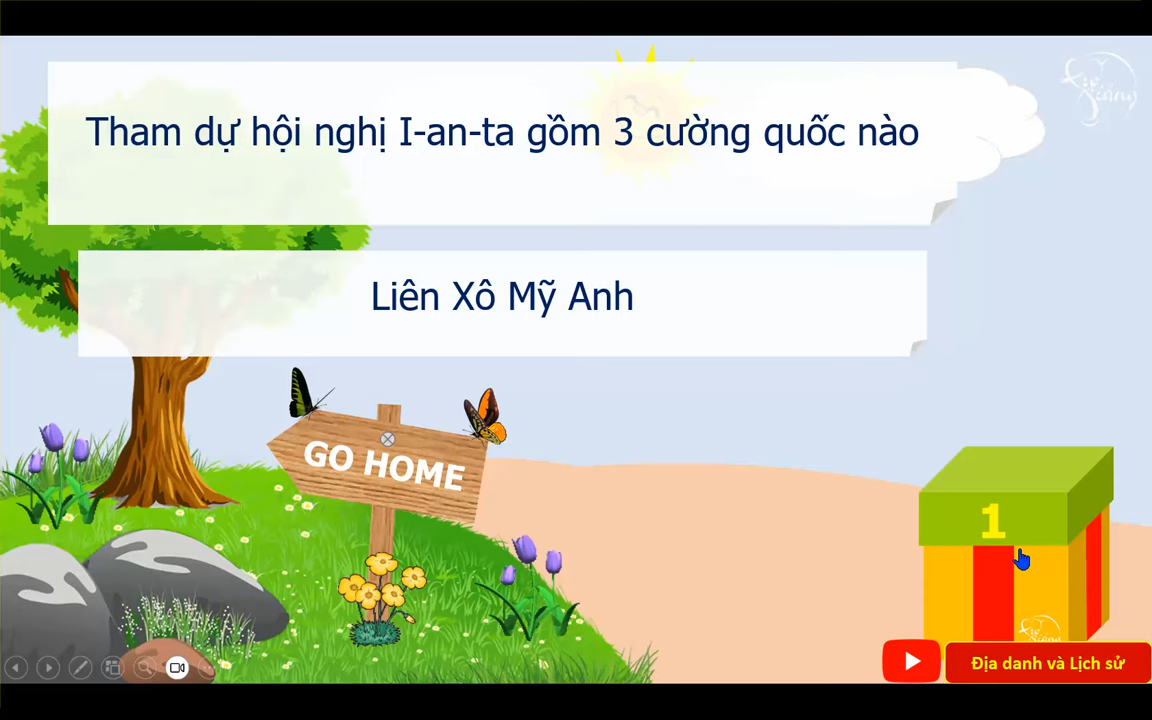 Tham dự hội nghị I-an-ta gồm 3 cường quốc nào
Liên Xô Mỹ Anh
GO HOME
1
Địa danh và Lịch sử